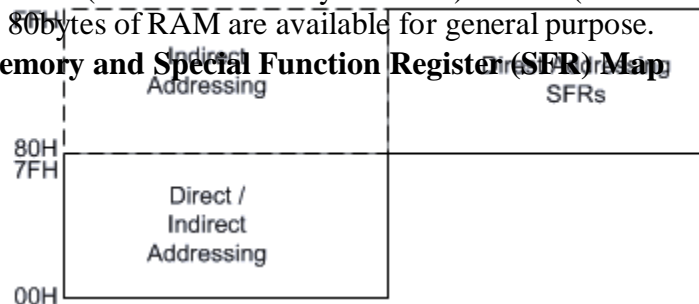 80bytes of RAM are available for general purpose.
Indirect
emory and Special Function Register (SFR) Map
Addressing
SFRs
80H
7FH
Direct /
Indirect
Addressing
00H